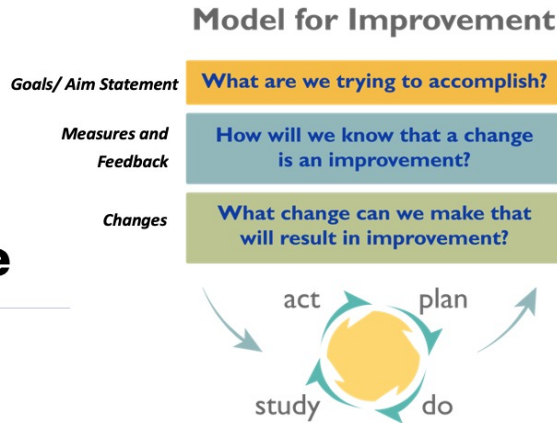 Model for Improvement
Goals/ Aim Statement
What are we trying to accomplish?
Measures and
Feedback
How will we know that a change
is an improvement?
Changes
What change can we make that
will result in improvement?
e
act
plan
study
do